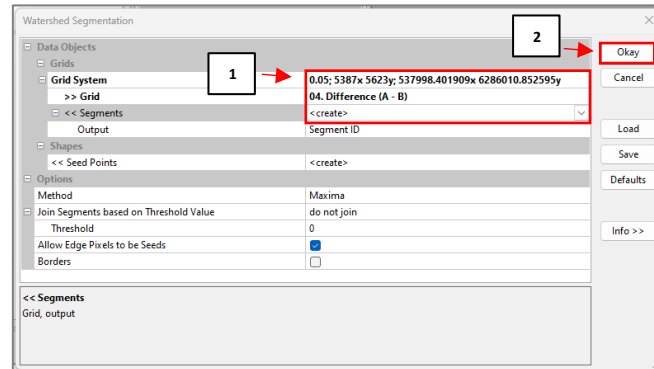 Watershed Segmentation
2
Data Objects
Okay
Grids
1
Grid System 0.05; 5387x 5623y; 537998.401909x 6286010.852595y
Cancel
>> Grid 04. Difference (A - B)
<< Segments <create>
Output Segment ID
Load
Shapes
Save
<< Seed Points <create>
Options
Defaults
Method Maxima
Join Segments based on Threshold Value do not join
Threshold 0
Info >>
Allow Edge Pixels to be Seeds
Borders
<< Segments
Grid, output